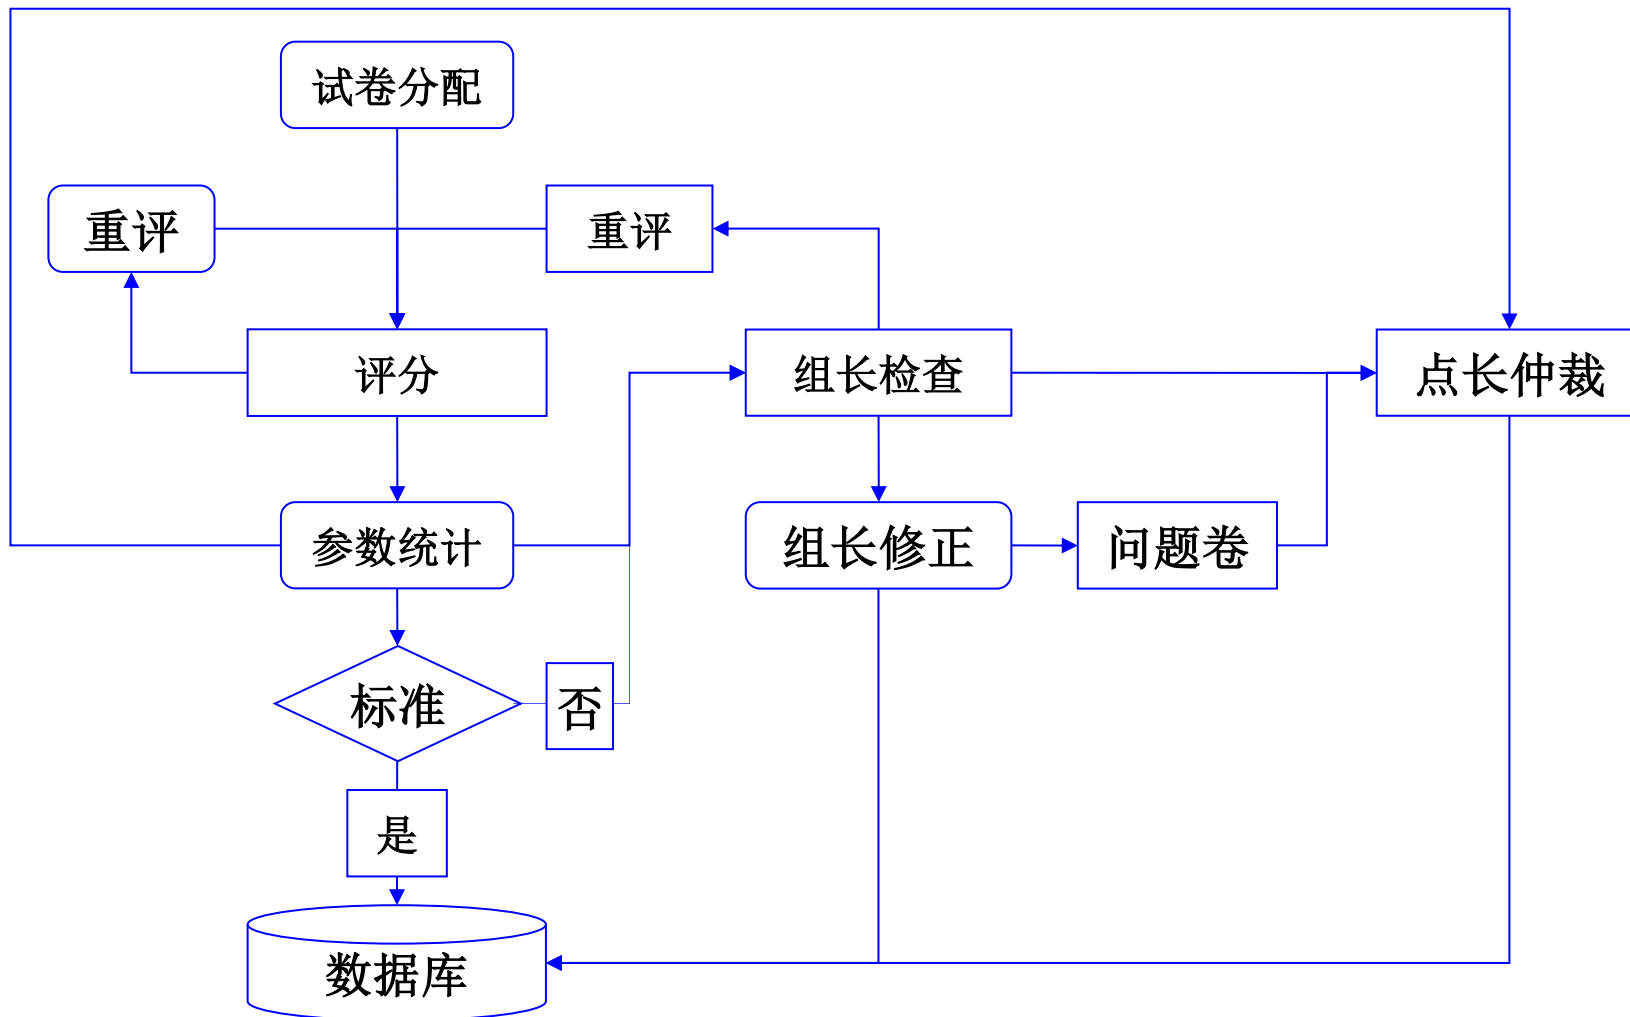 试卷分配
重评
重评
评分
组长检查
点长仲裁
参数统计
组长修正
问题卷
标准
否
是
数据库